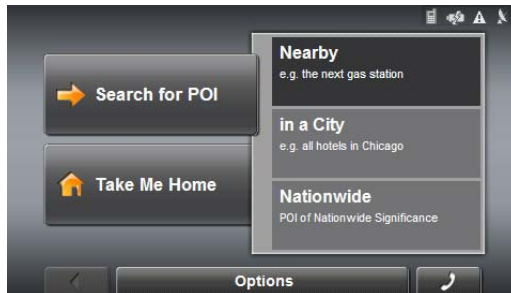 Search for POI
Take Me Home
Nearby
e.g. the next gas station
in a City
e.g. all hotels in Chicago
Nationwide
POI of Nationwide Significance
Options